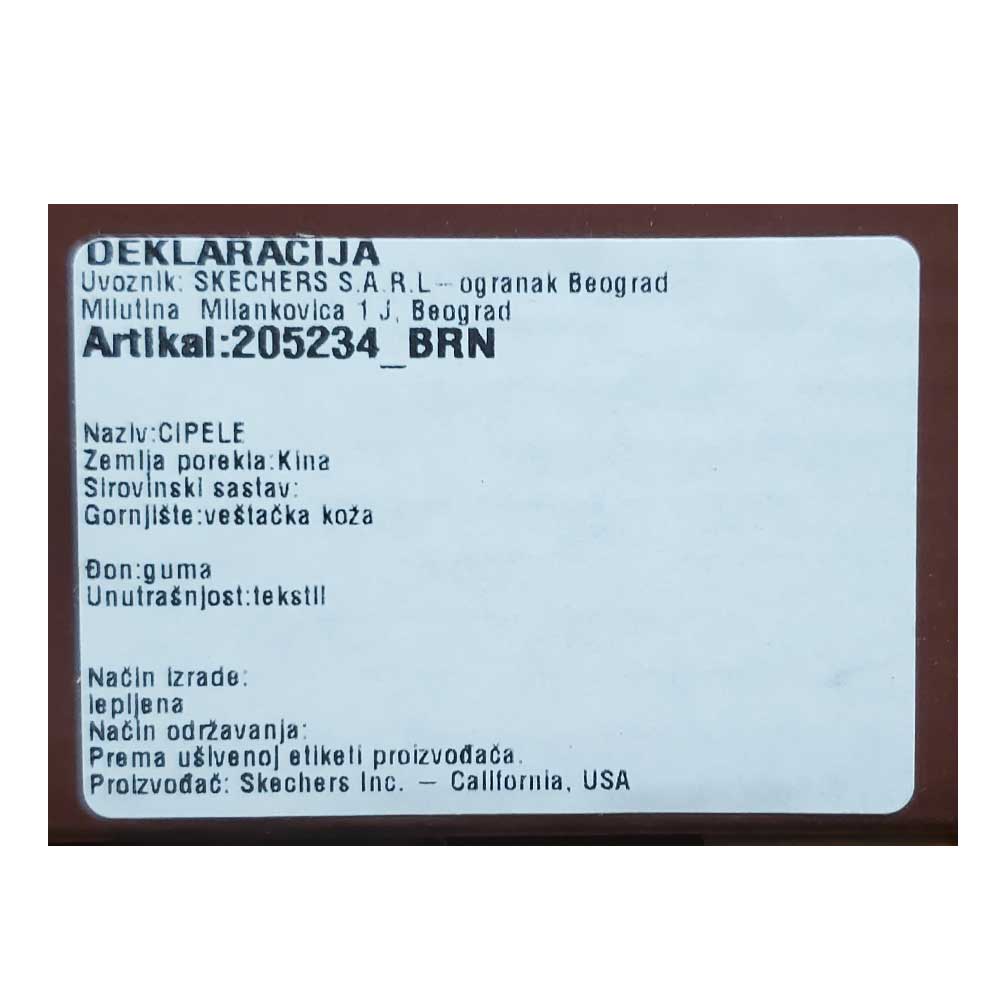 DEKLARACIJA
Uvoznik: SKECHERS S.A.R.L – ogranak Beograd
Milutina Milankovica 1 J, Beograd
Artikal:205234_BRN
Naziv:CIPELE
Zemlja porekla:Kina
Sirovinski sastav:
Gornjište:veštačka koža
Đon:guma
Unutrašnjost:tekstil
Način izrade:
lepljena
Način održavanja:
Prema ušivenoj etiketi proizvođača.
Proizvođač: Skechers Inc. – California, USA